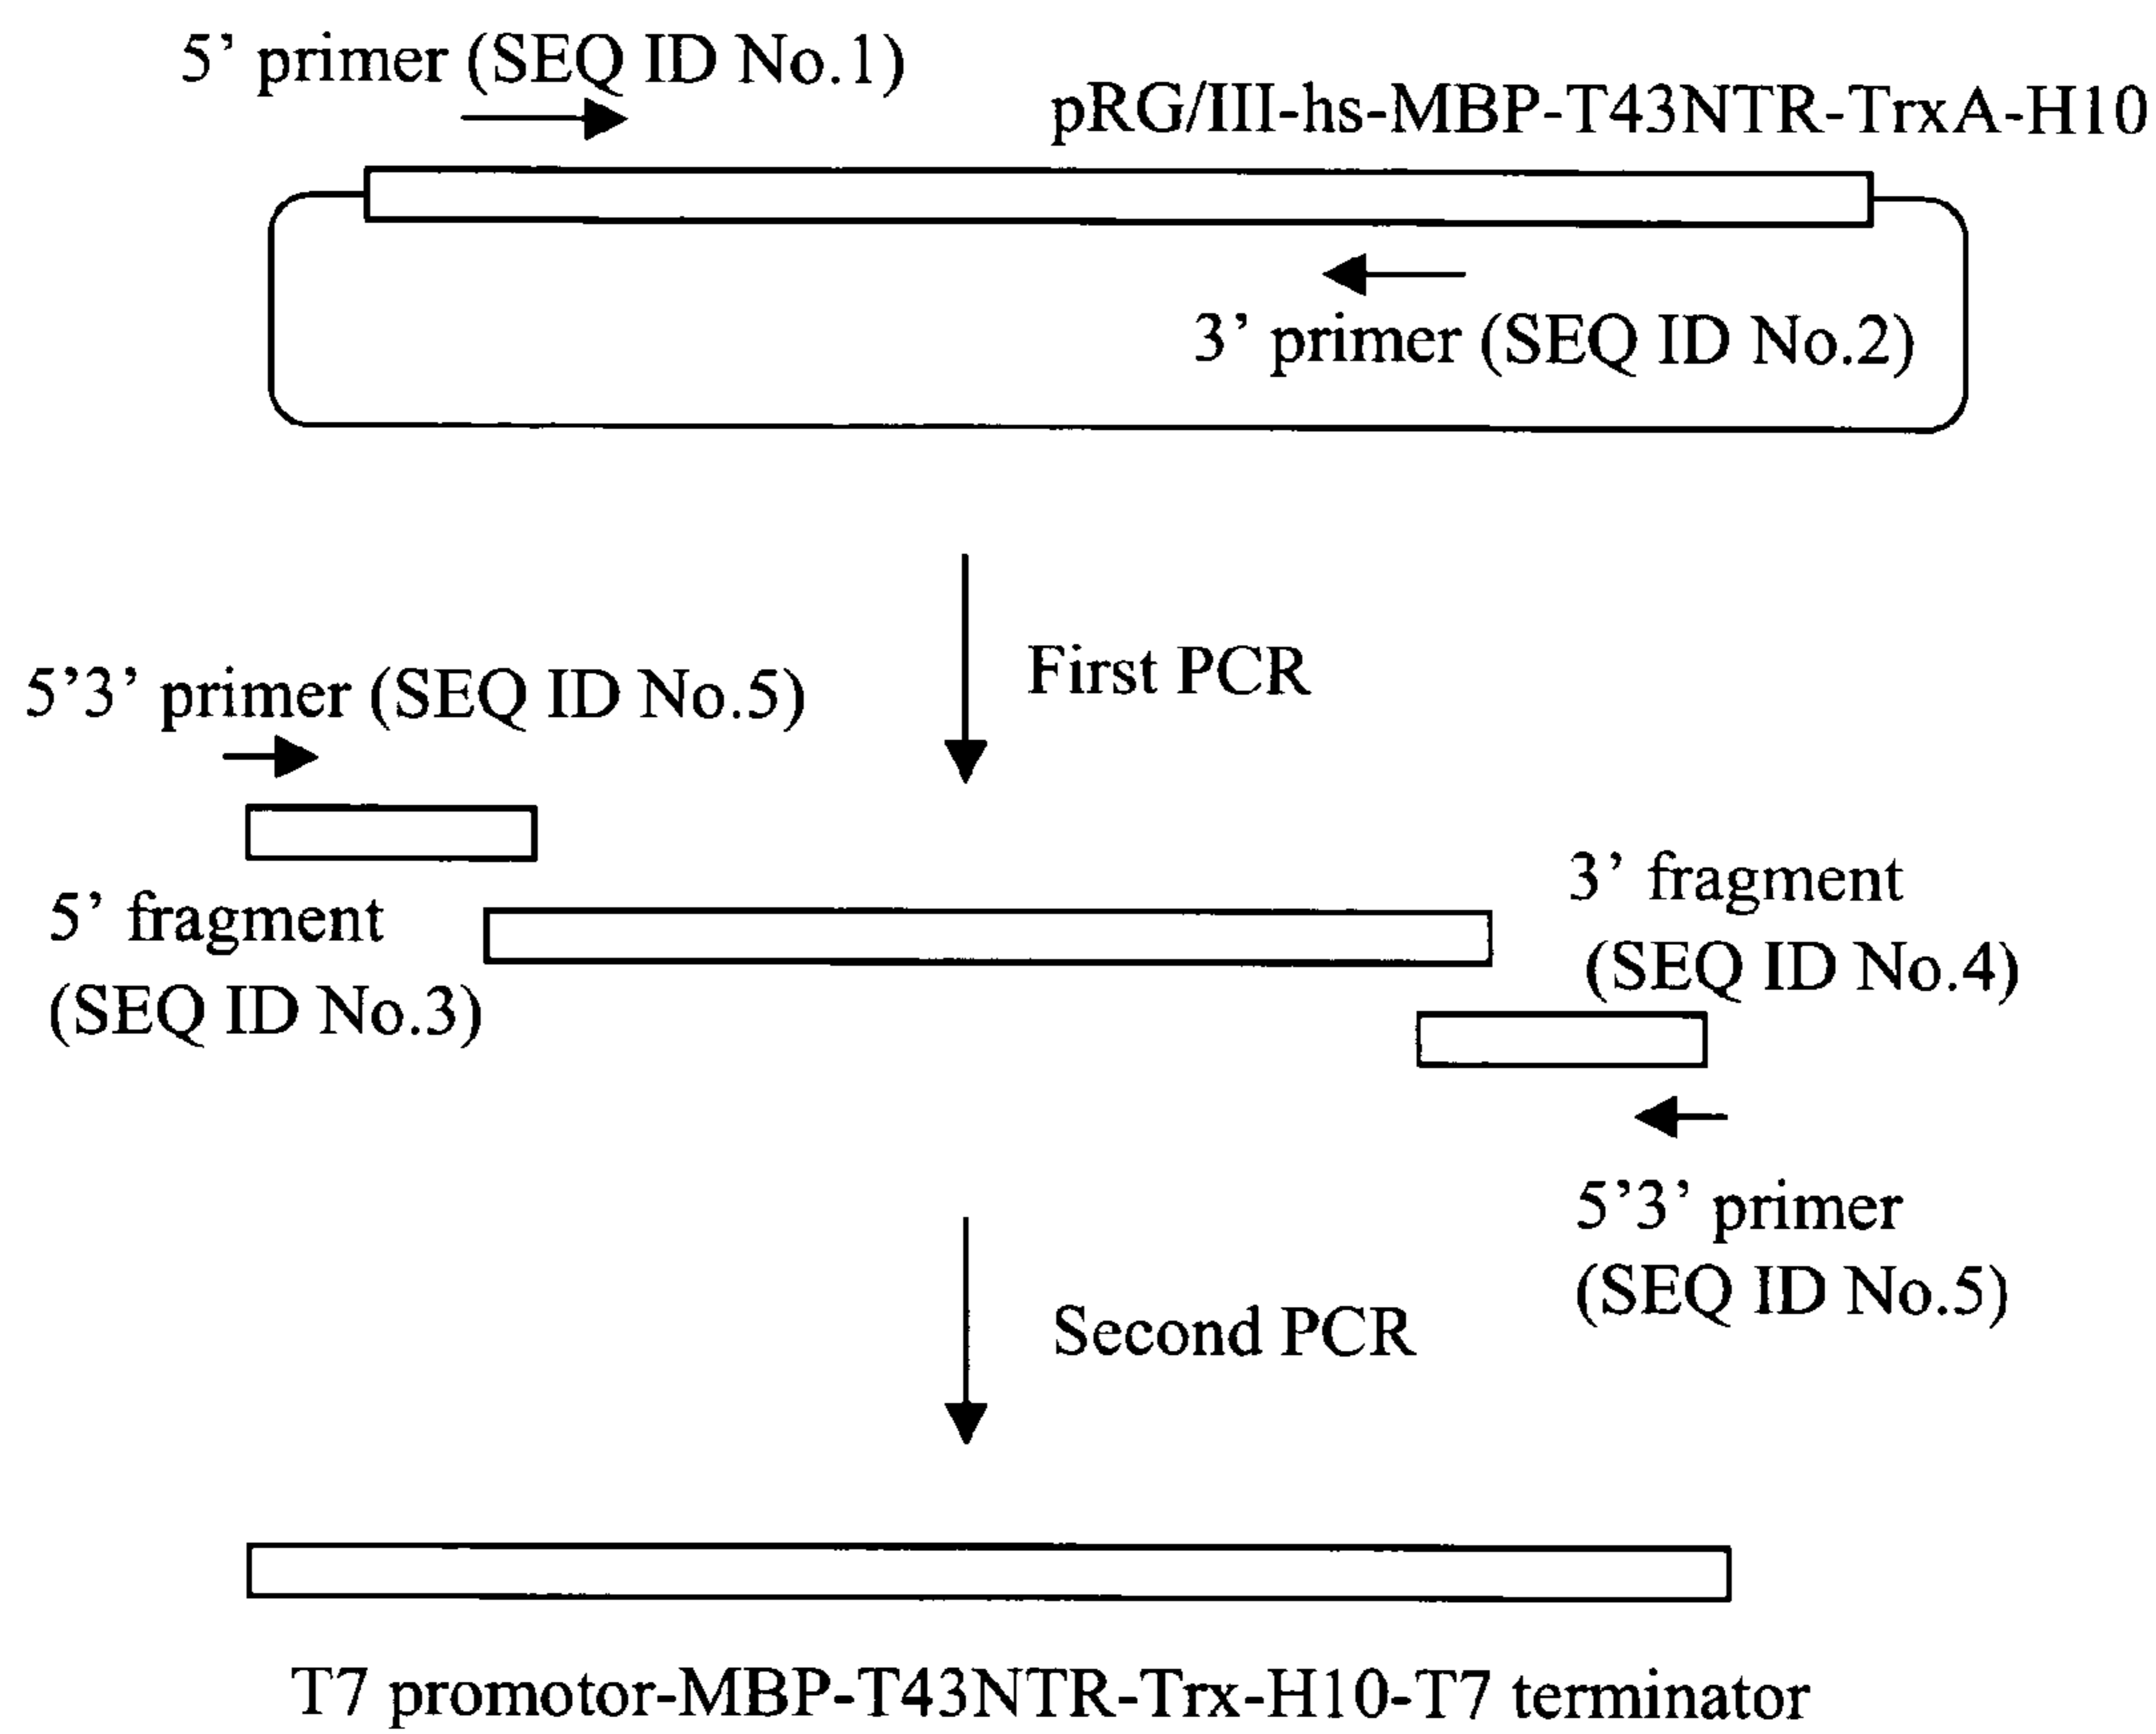 5’ primer (SEQ ID No.1)
pRG/III-hs-MBP-T43NTR-TrxA-H10
3’ primer (SEQ ID No.2)
First PCR
5’3’ primer (SEQ ID No.5)
5’ fragment
(SEQ ID No.3)
3’ fragment
(SEQ ID No.4)
5’3’ primer
(SEQ ID No.5)
Second PCR
T7 promotor-MBP-T43NTR-Trx-H10-T7 terminator